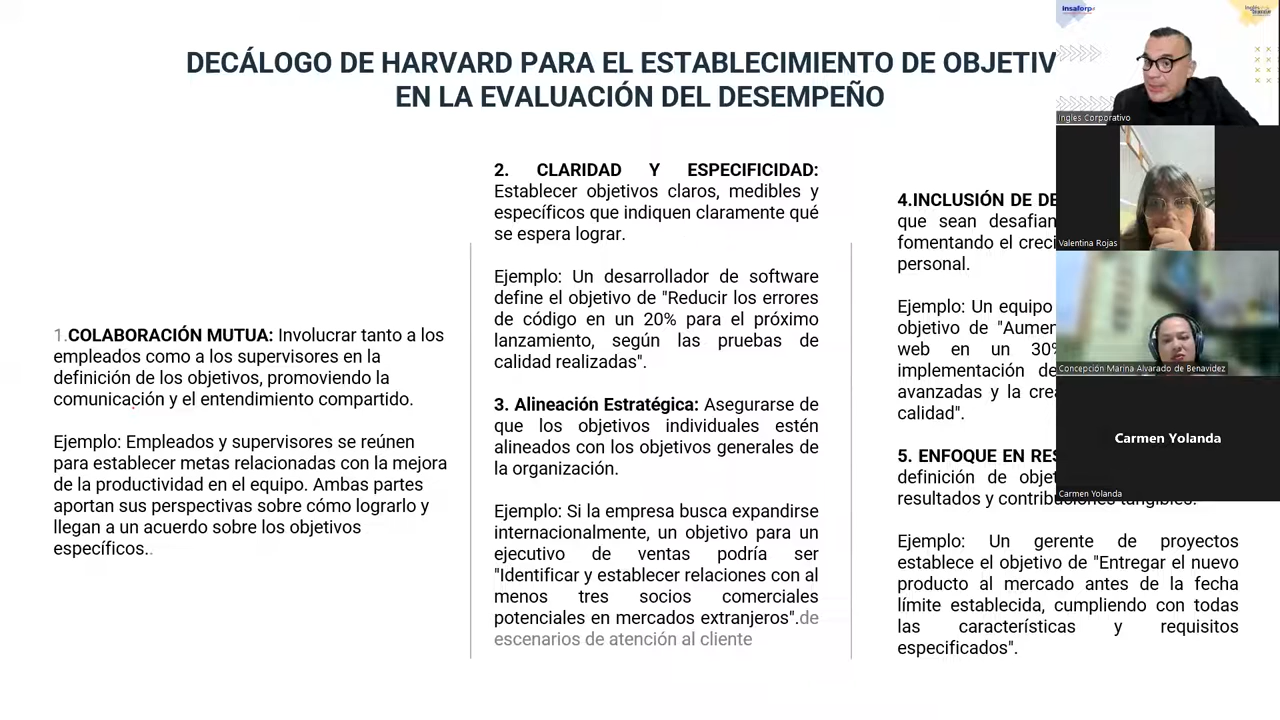 DECÁLOGO DE HARVARD PARA EL ESTABLECIMIENTO DE OBJETIV
EN LA EVALUACIÓN DEL DESEMPEÑO
1.COLABORACIÓN MUTUA: Involucrar tanto a los
empleados como a los supervisores en la
definición de los objetivos, promoviendo la
comunicación y el entendimiento compartido.
Ejemplo: Empleados y supervisores se reúnen
para establecer metas relacionadas con la mejora
de la productividad en el equipo. Ambas partes
aportan sus perspectivas sobre cómo lograrlo y
llegan a un acuerdo sobre los objetivos
específicos..
2. CLARIDAD Y ESPECIFICIDAD:
Establecer objetivos claros, medibles y
específicos que indiquen claramente qué
se espera lograr.
Ejemplo: Un desarrollador de software
define el objetivo de "Reducir los errores
de código en un 20% para el próximo
lanzamiento, según las pruebas de
calidad realizadas".
3. Alineación Estratégica: Asegurarse de
que los objetivos individuales estén
alineados con los objetivos generales de
la organización.
Ejemplo: Si la empresa busca expandirse
internacionalmente, un objetivo para un
ejecutivo de ventas podría ser
"Identificar y establecer relaciones con al
menos tres socios comerciales
potenciales en mercados extranjeros".de
escenarios de atención al cliente
4.INCLUSIÓN DE DE
que sean desafian
fomentando el creci
personal.
Ejemplo: Un equipo
objetivo de "Aumen
web en un 30%
implementación de
avanzadas y la crea
calidad".
5. ENFOQUE EN RES
definición de objet
resultados y contribuciones tangibles.
Ejemplo: Un gerente de proyectos
establece el objetivo de "Entregar el nuevo
producto al mercado antes de la fecha
límite establecida, cumpliendo con todas
las características y requisitos
especificados".
insaforp
Ingles Corporativo
Valentina Rojas
Concepción Marina Alvarado de Benavidez
Carmen Yolanda
Carmen Yolanda